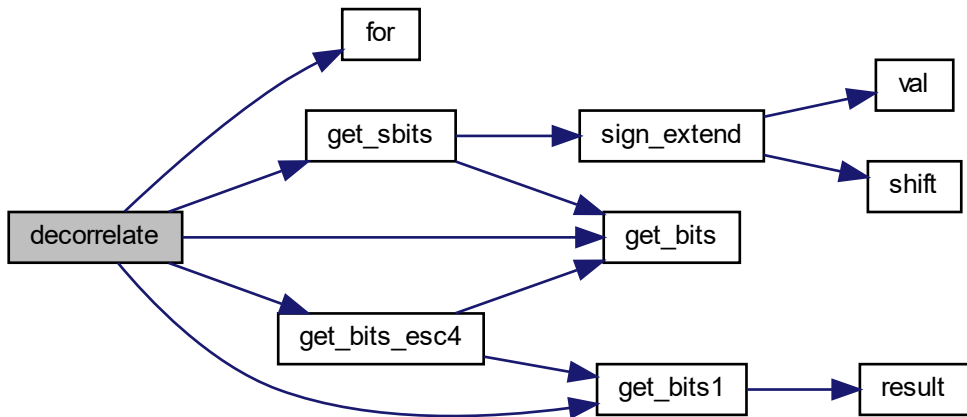 for
val
get_sbits
sign_extend
shift
decorrelate
get_bits
get_bits_esc4
get_bits1
result